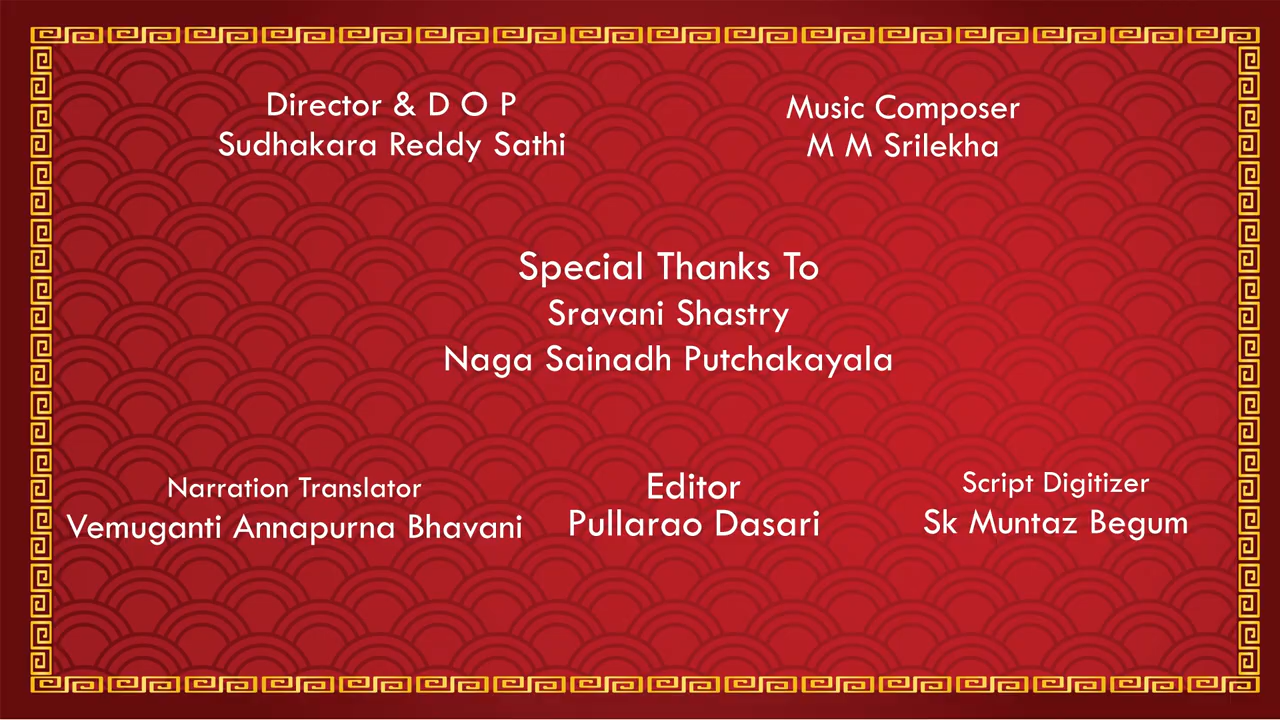 Director & D O P
Sudhakara Reddy Sathi
Music Composer
M M Srilekha
Special Thanks To
Sravani Shastry
Naga Sainadh Putchakayala
Narration Translator
Vemuganti Annapurna Bhavani
Editor
Pullarao Dasari
Script Digitizer
Sk Muntaz Begum